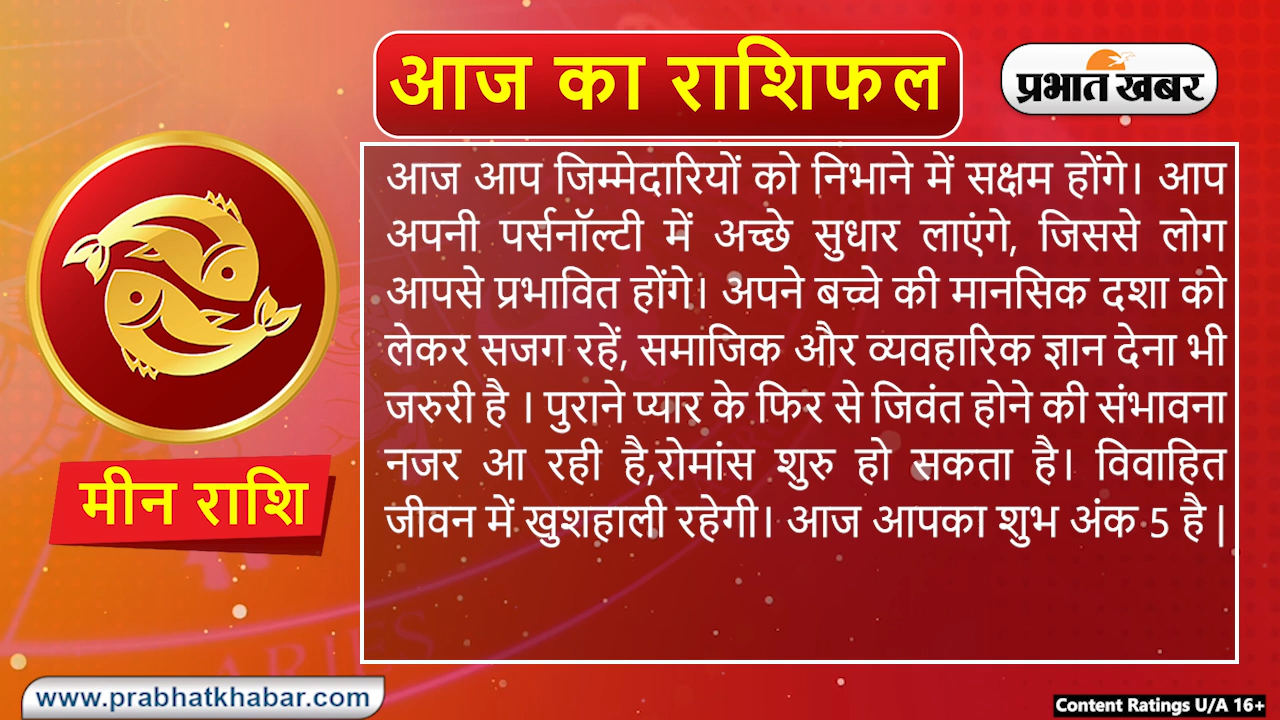 आज का राशिफल
प्रभात खबर
आज आप जिम्मेदारियों को निभाने में सक्षम होंगे। आप
अपनी पर्सनॉल्टी में अच्छे सुधार लाएंगे, जिससे लोग
आपसे प्रभावित होंगे। अपने बच्चे की मानसिक दशा को
लेकर सजग रहें, समाजिक और व्यवहारिक ज्ञान देना भी
जरुरी है । पुराने प्यार के फिर से जिवंत होने की संभावना
नजर आ रही है,रोमांस शुरु हो सकता है। विवाहित
जीवन में खुशहाली रहेगी। आज आपका शुभ अंक 5 है |
मीन राशि
ARIES
www.prabhatkhabar.com
Content Ratings U/A 16+